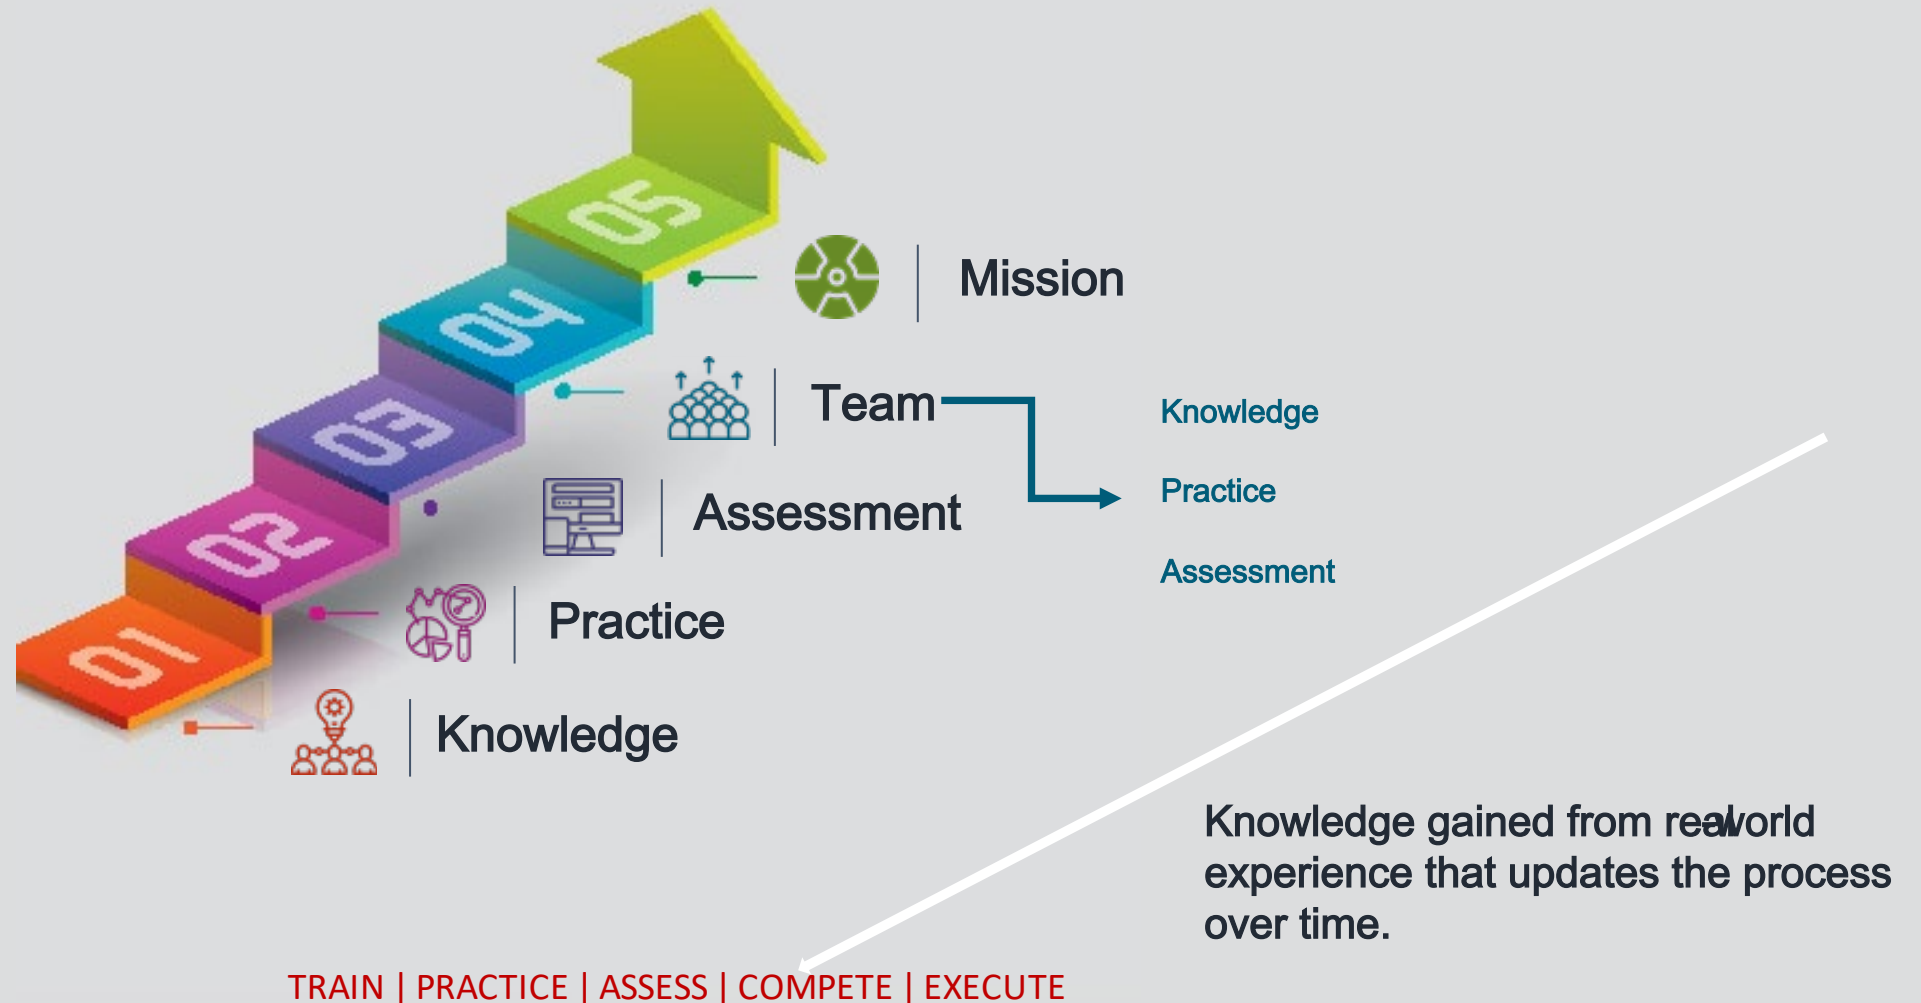 05
Mission
04
Team
Knowledge
03
Practice
Assessment
Assessment
02
Practice
01
Knowledge
Knowledge gained from real-world
experience that updates the process
over time.
TRAIN | PRACTICE | ASSESS | COMPETE | EXECUTE